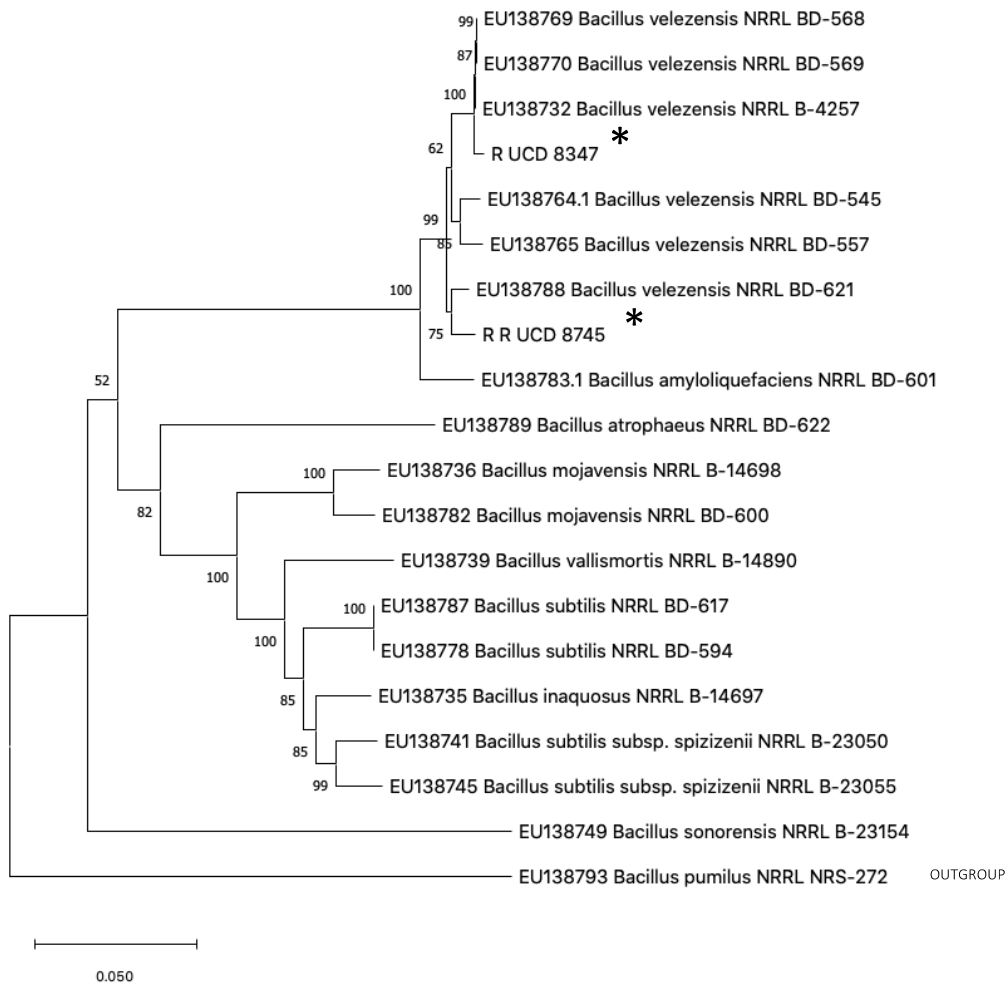 99 EU138769 Bacillus velezensis NRRL BD-568
87
EU138770 Bacillus velezensis NRRL BD-569
100
EU138732 Bacillus velezensis NRRL B-4257
*
62
R UCD 8347
EU138764.1 Bacillus velezensis NRRL BD-545
99
85
EU138765 Bacillus velezensis NRRL BD-557
100
EU138788 Bacillus velezensis NRRL BD-621
*
75
R R UCD 8745
52
EU138783.1 Bacillus amyloliquefaciens NRRL BD-601
EU138789 Bacillus atrophaeus NRRL BD-622
100
EU138736 Bacillus mojavensis NRRL B-14698
82
EU138782 Bacillus mojavensis NRRL BD-600
EU138739 Bacillus vallismortis NRRL B-14890
100
100 EU138787 Bacillus subtilis NRRL BD-617
100
EU138778 Bacillus subtilis NRRL BD-594
85
EU138735 Bacillus inaquosus NRRL B-14697
EU138741 Bacillus subtilis subsp. spizizenii NRRL B-23050
85
99
EU138745 Bacillus subtilis subsp. spizizenii NRRL B-23055
EU138749 Bacillus sonorensis NRRL B-23154
EU138793 Bacillus pumilus NRRL NRS-272 OUTGROUP
0.050